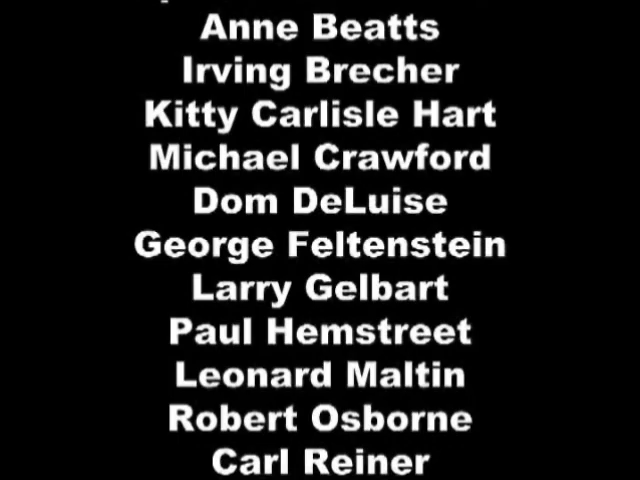 Anne Beatts
Irving Brecher
Kitty Carlisle Hart
Michael Crawford
Dom DeLuise
George Feltenstein
Larry Gelbart
Paul Hemstreet
Leonard Maltin
Robert Osborne
Carl Reiner